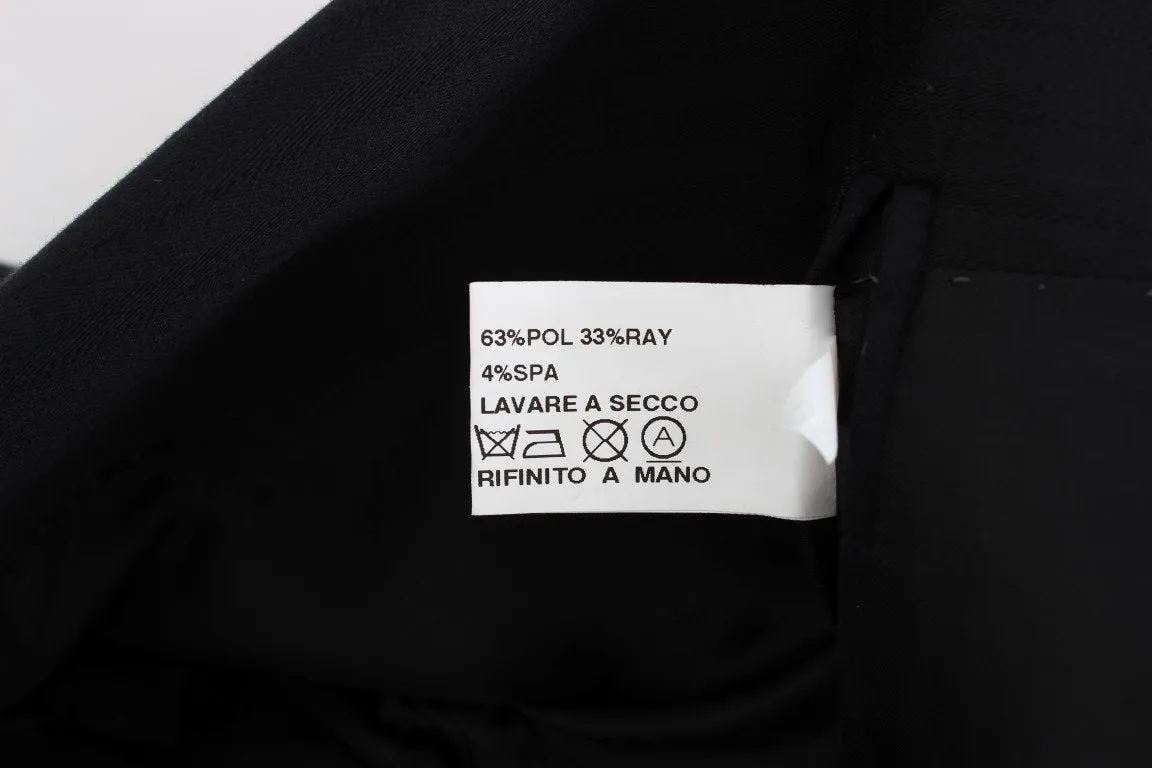 63%POL 33%RAY
4%SPA
LAVARE A SECCO
A
RIFINITO A MANO